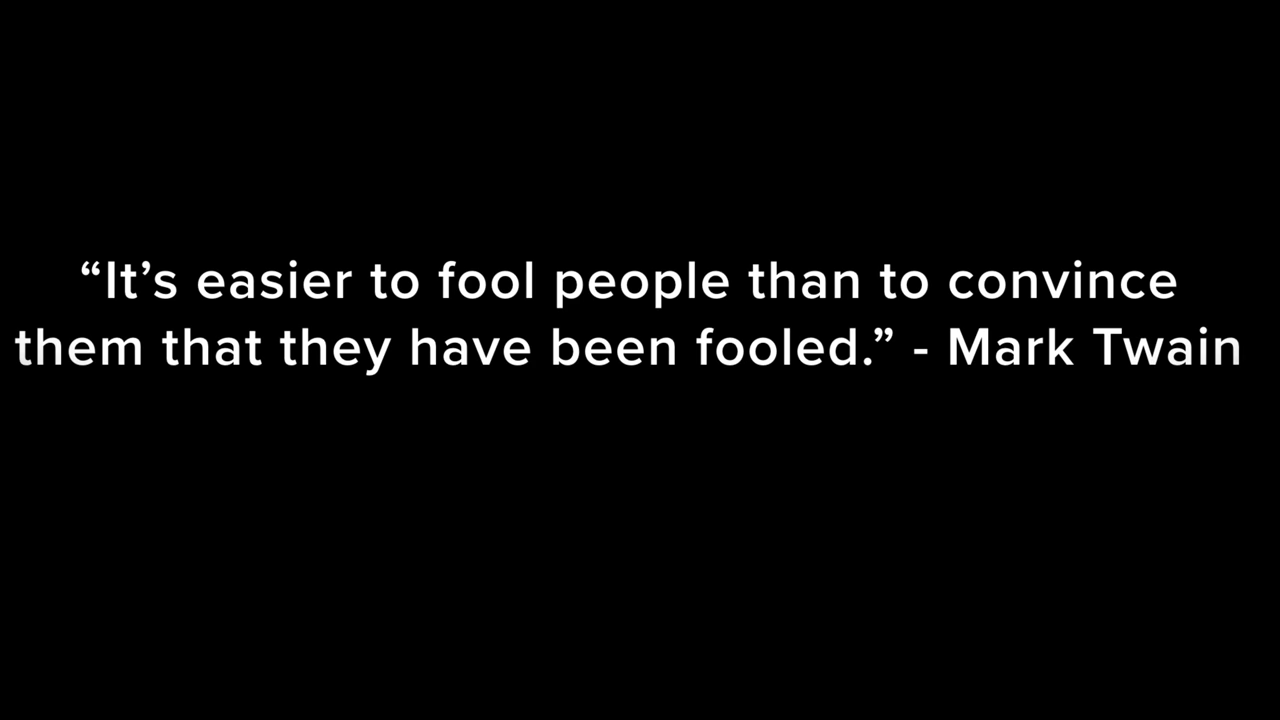 “It’s easier to fool people than to convince
them that they have been fooled.” - Mark Twain